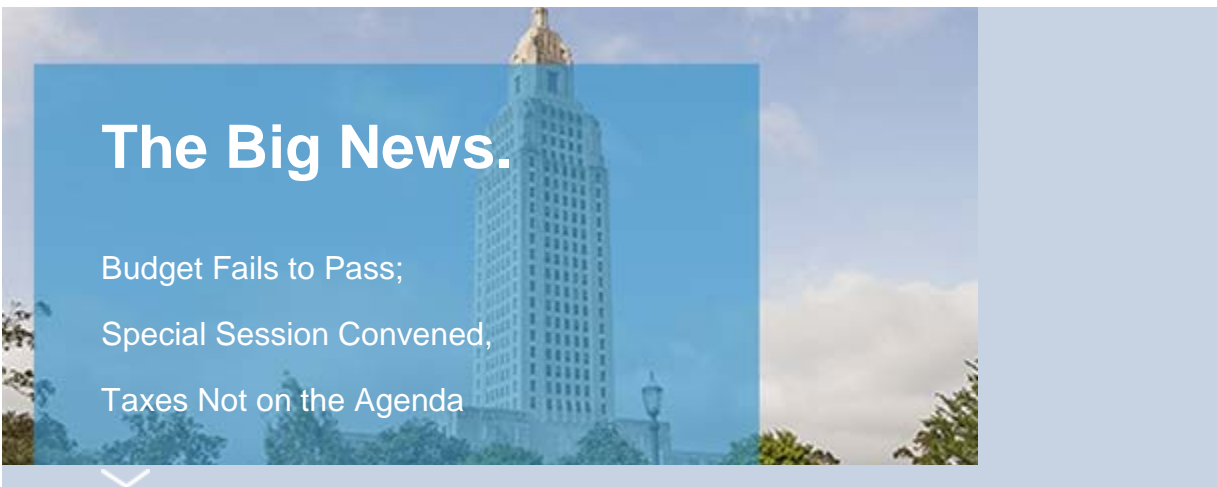 The Big News.
Budget Fails to Pass;
Special Session Convened,
Taxes Not on the Agenda